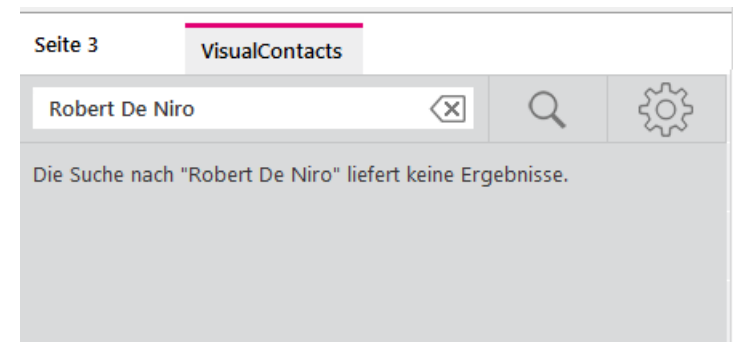 Seite 3 VisualContacts
Robert De Niro
Die Suche nach "Robert De Niro" liefert keine Ergebnisse.